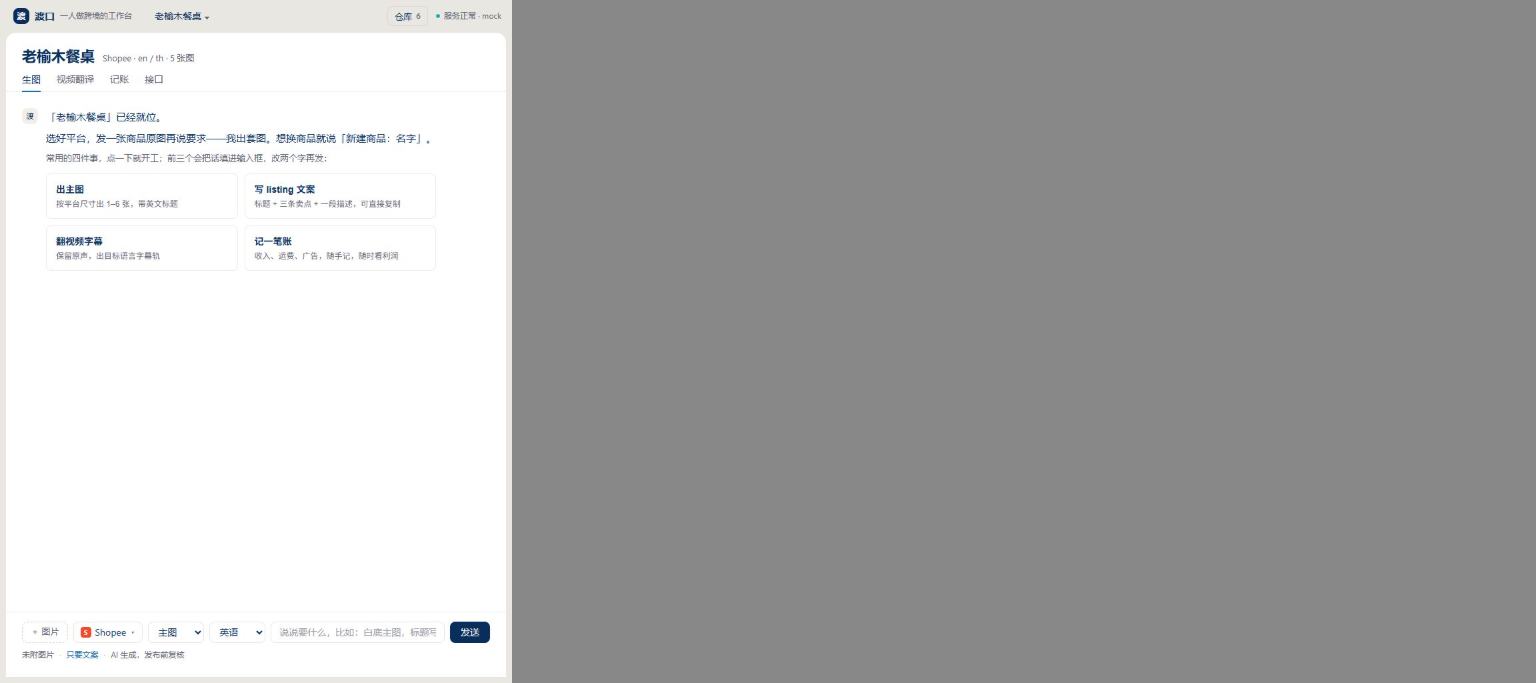 渡 渡口 一人做跨境的工作台 老榆木餐桌 仓库 6 服务正常 · mock
老榆木餐桌 Shopee · en / th · 5 张图
生图 视频翻译 记账 接口
渡 「老榆木餐桌」已经就位。
选好平台，发一张商品原图再说要求——我出套图。想换商品就说「新建商品：名字」。
常用的四件事，点一下就开工；前三个会把话填进输入框，改两个字再发：
出主图
按平台尺寸出 1–6 张，带英文标题
写 listing 文案
标题 + 三条卖点 + 一段描述，可直接复制
翻视频字幕
保留原声，出目标语言字幕轨
记一笔账
收入、运费、广告，随手记，随时看利润
+ 图片 S Shopee 主图 英语 说说要什么，比如：白底主图，标题写 发送
未附图片 · 只要文案 · AI 生成，发布前复核